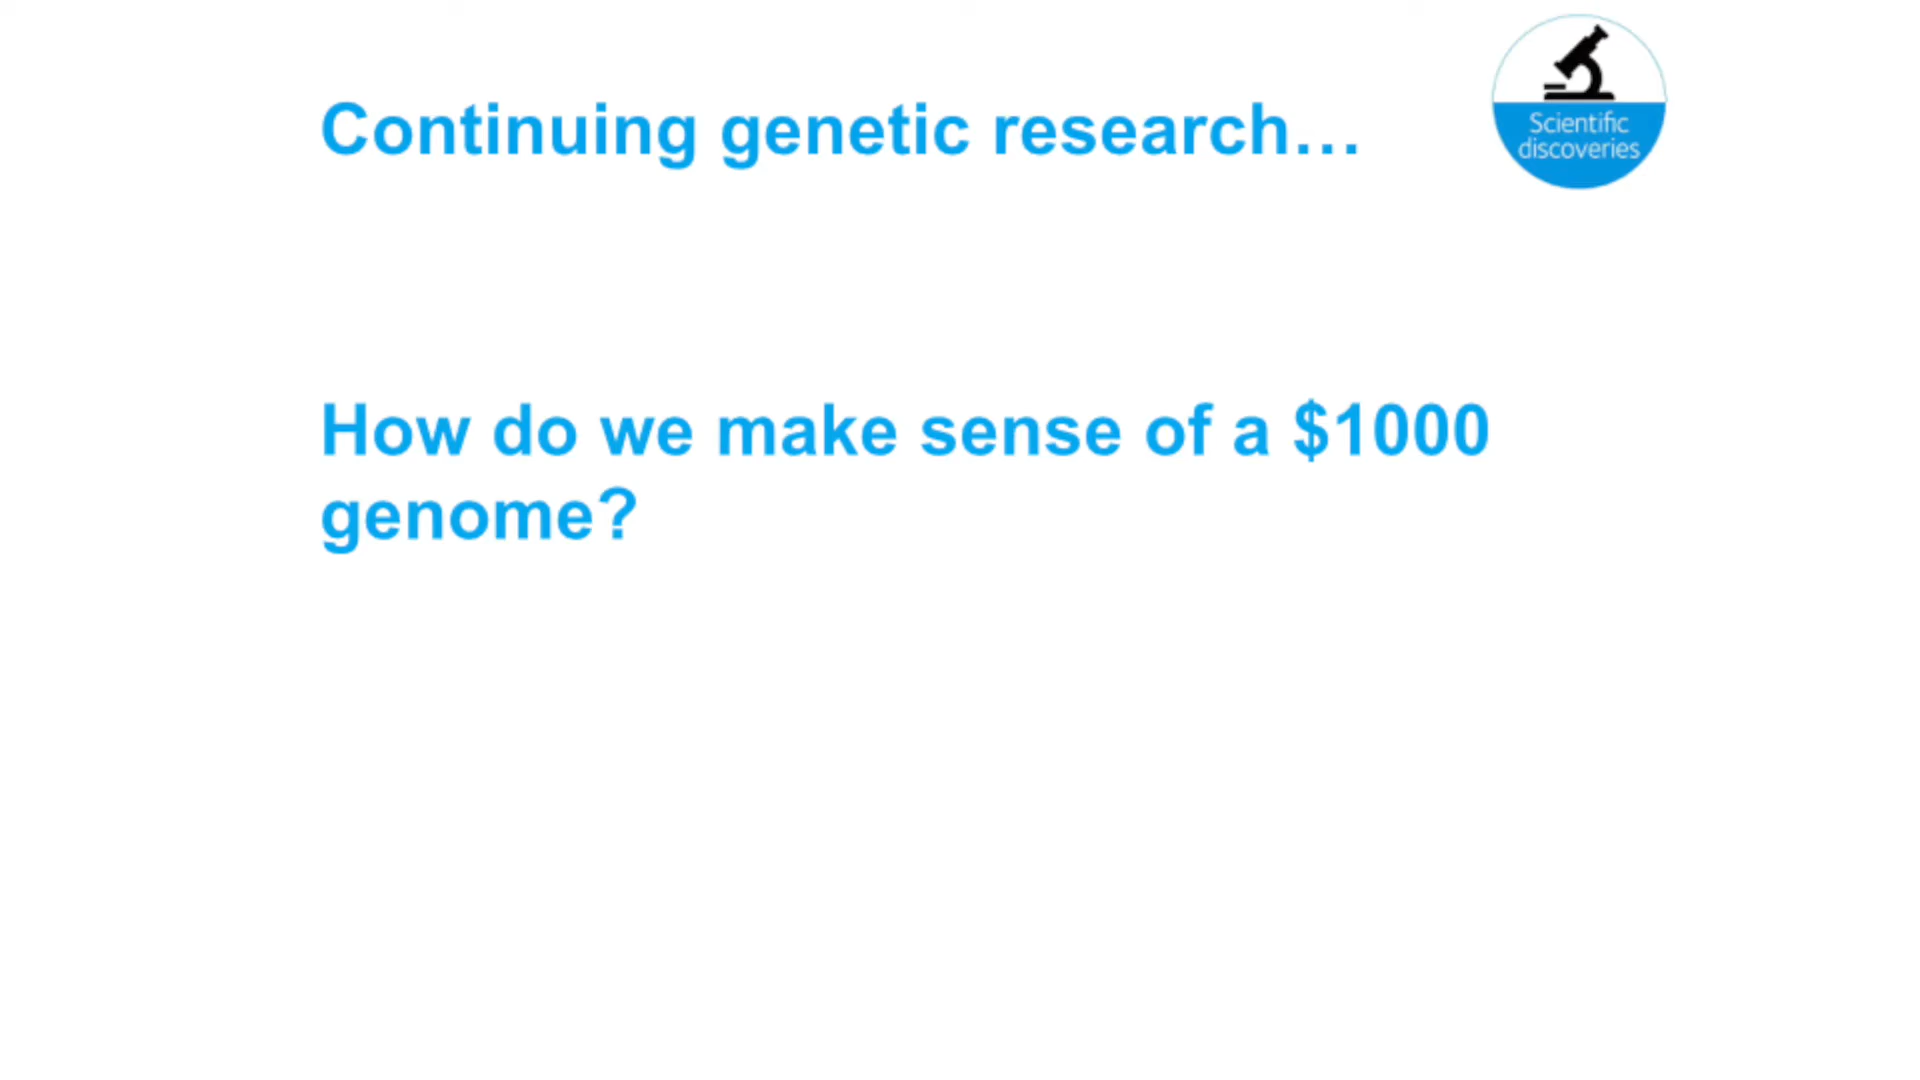 Continuing genetic research…
Scientific
discoveries
How do we make sense of a $1000
genome?